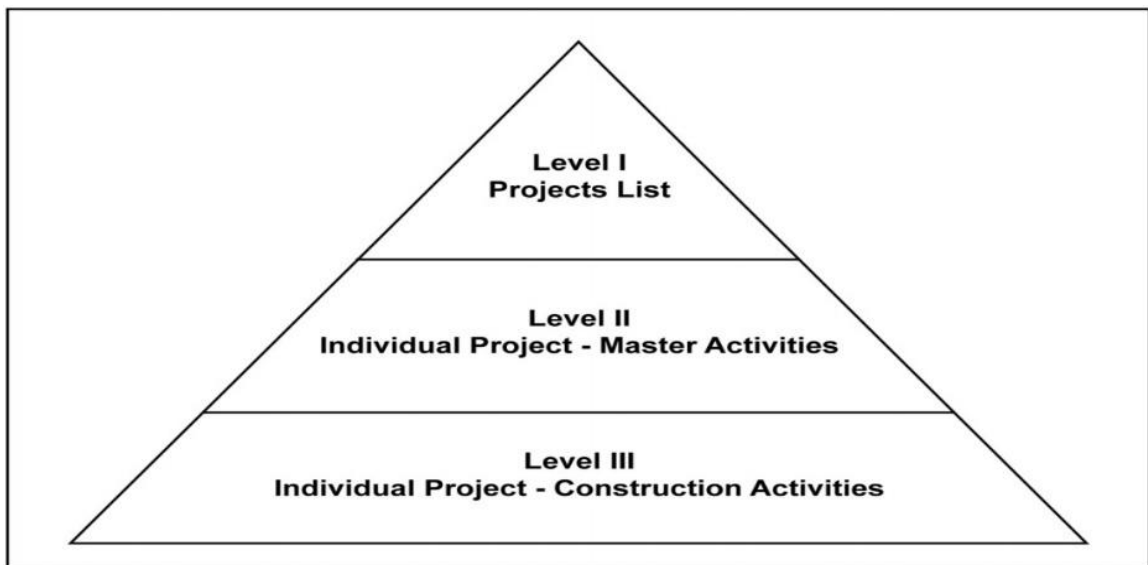 Level I
Projects List
Level II
Individual Project - Master Activities
Level III
Individual Project - Construction Activities